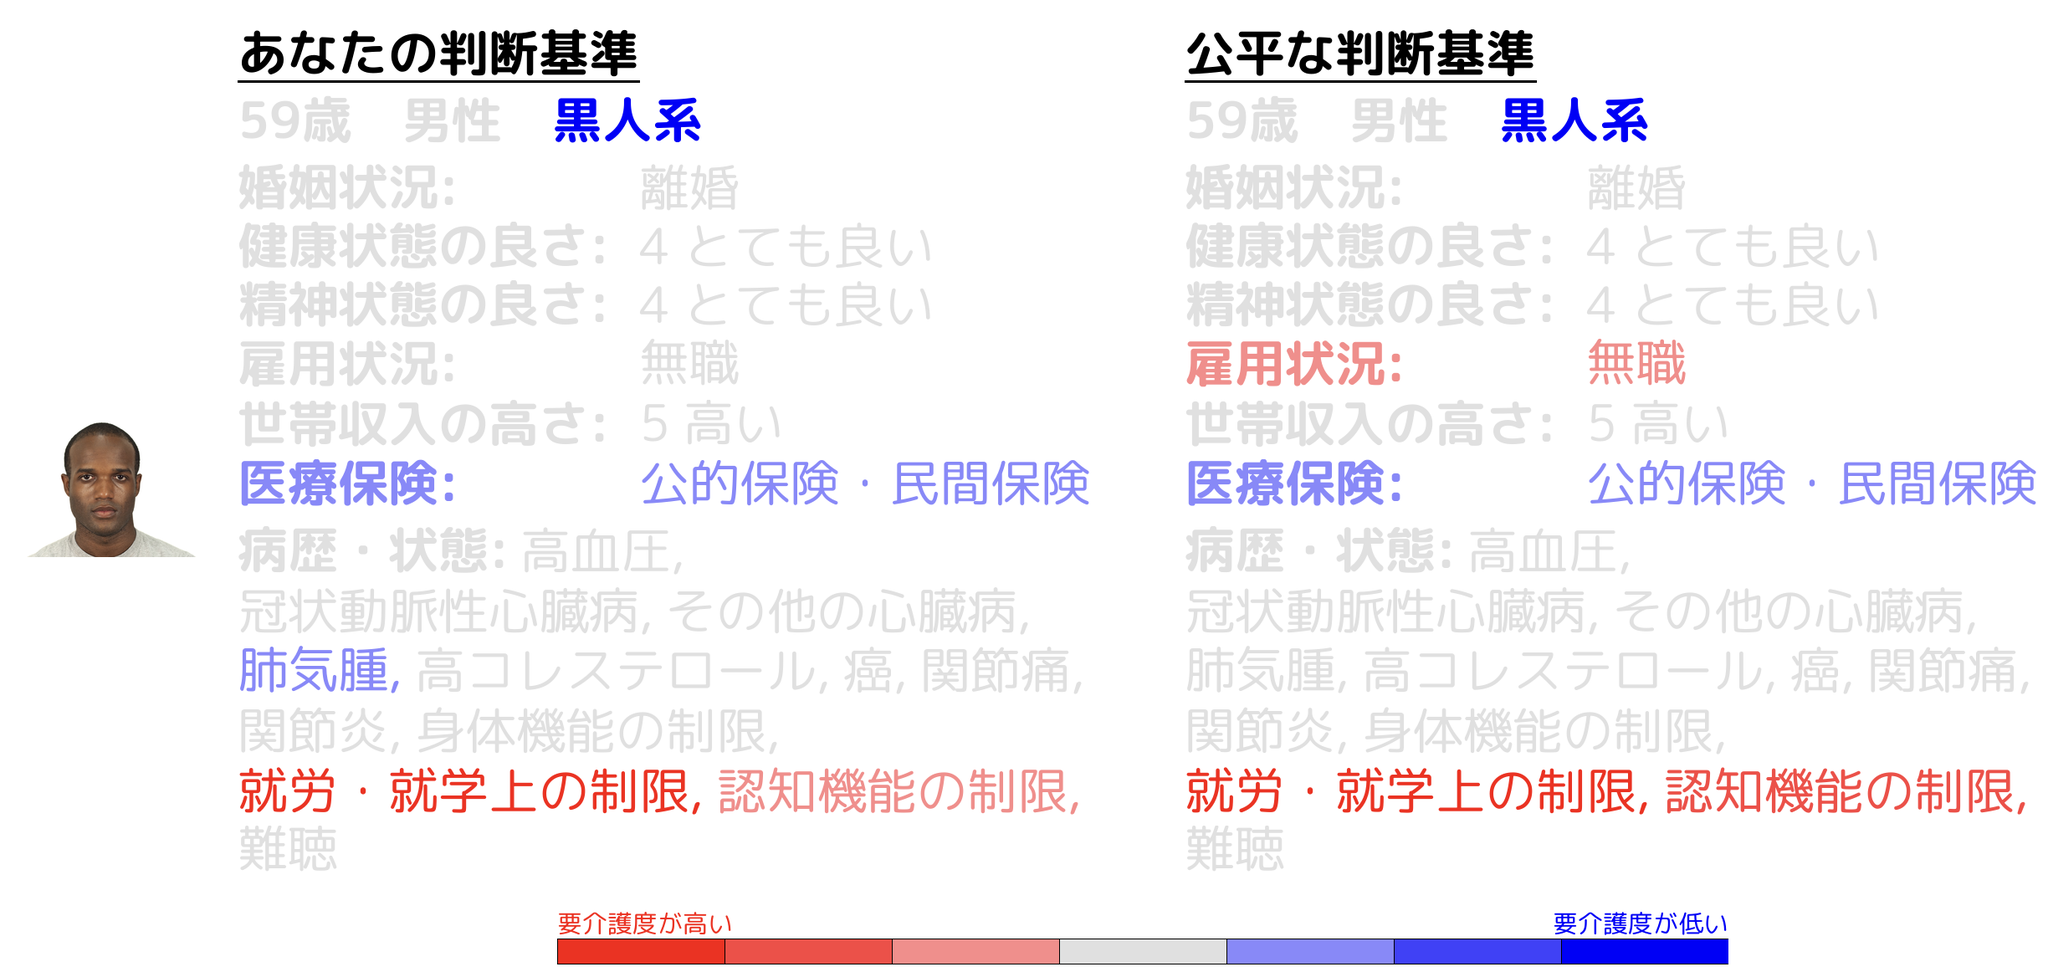 あなたの判断基準
59歳　男性　黒人系
婚姻状況: 離婚
健康状態の良さ: 4 とても良い
精神状態の良さ: 4 とても良い
雇用状況: 無職
世帯収入の高さ: 5 高い
医療保険: 公的保険・民間保険
病歴・状態: 高血圧,
冠状動脈性心臓病, その他の心臓病,
肺気腫, 高コレステロール, 癌, 関節痛,
関節炎, 身体機能の制限,
就労・就学上の制限, 認知機能の制限,
難聴
公平な判断基準
59歳　男性　黒人系
婚姻状況: 離婚
健康状態の良さ: 4 とても良い
精神状態の良さ: 4 とても良い
雇用状況: 無職
世帯収入の高さ: 5 高い
医療保険: 公的保険・民間保険
病歴・状態: 高血圧,
冠状動脈性心臓病, その他の心臓病,
肺気腫, 高コレステロール, 癌, 関節痛,
関節炎, 身体機能の制限,
就労・就学上の制限, 認知機能の制限,
難聴
要介護度が高い
要介護度が低い